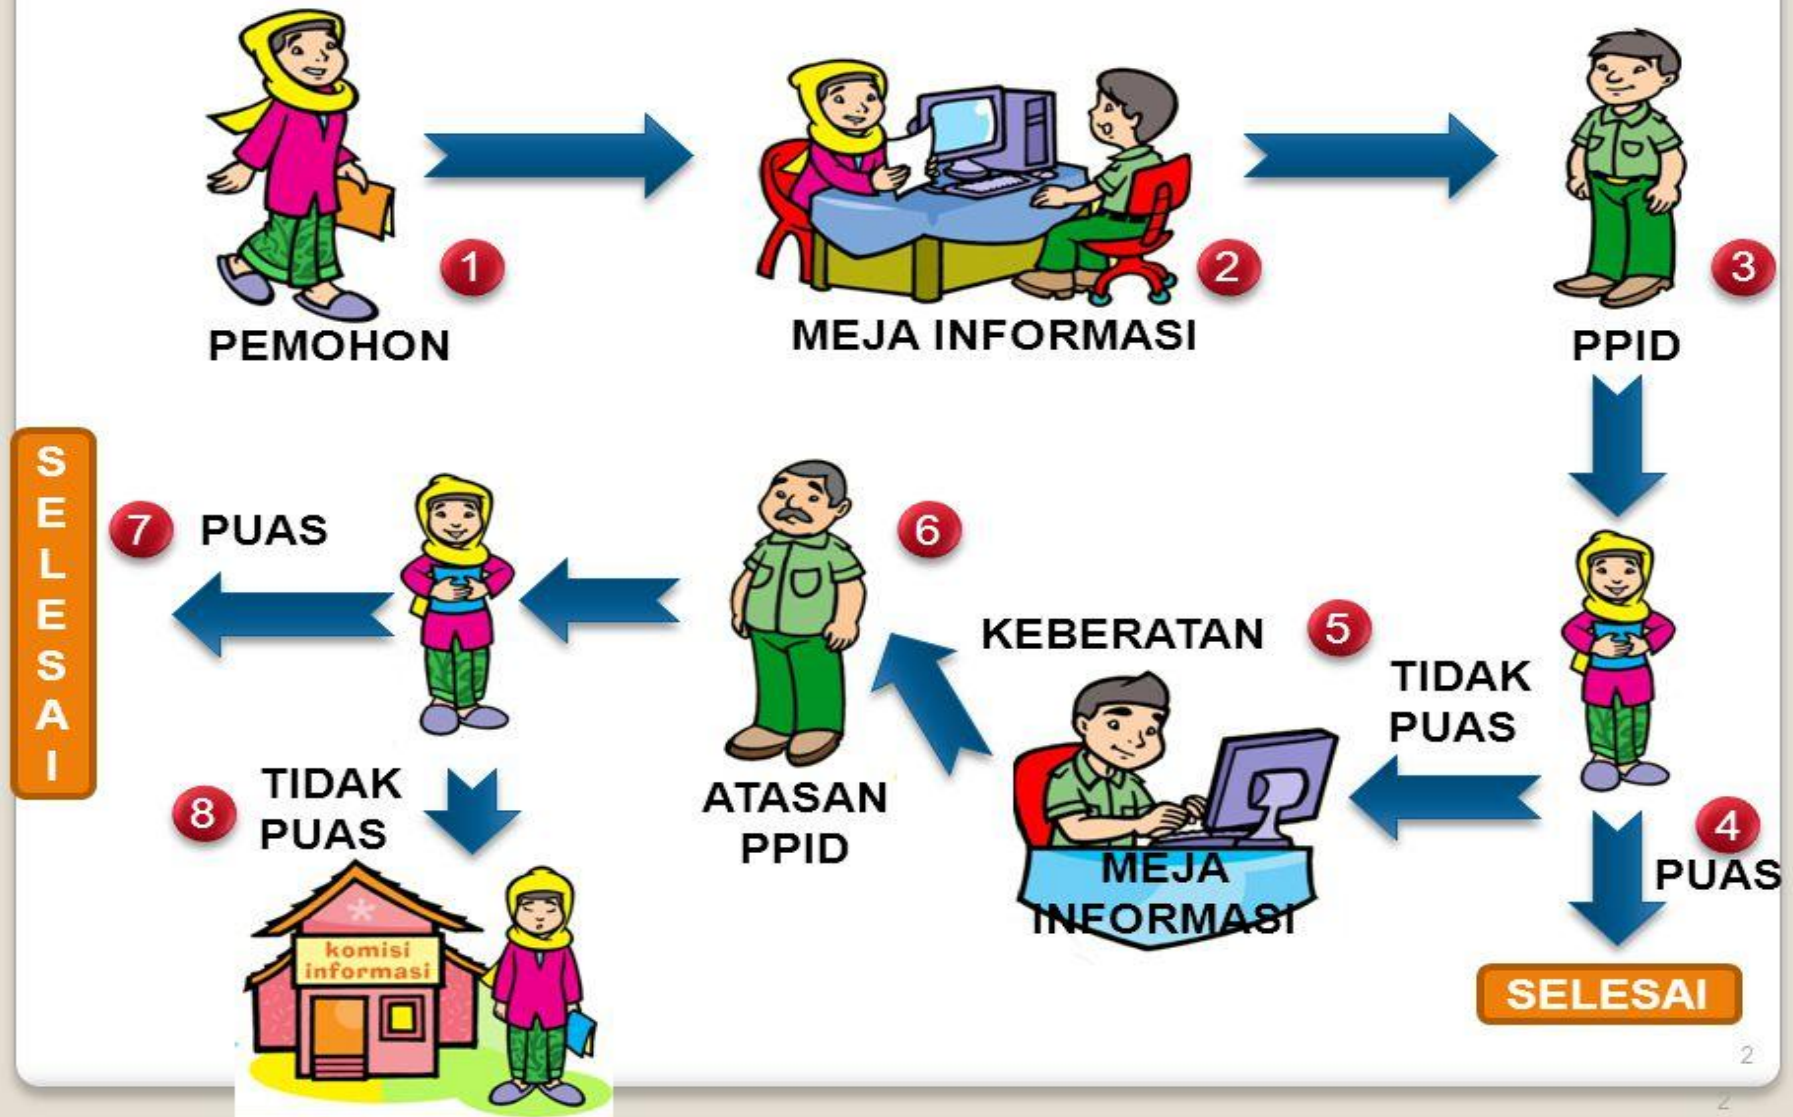 1
PEMOHON
2
MEJA INFORMASI
3
PPID
4
PUAS
SELESAI
TIDAK
PUAS
5
KEBERATAN
MEJA
INFORMASI
6
ATASAN
PPID
7
PUAS
S
E
L
E
S
A
I
8
TIDAK
PUAS
komisi
informasi
2
2